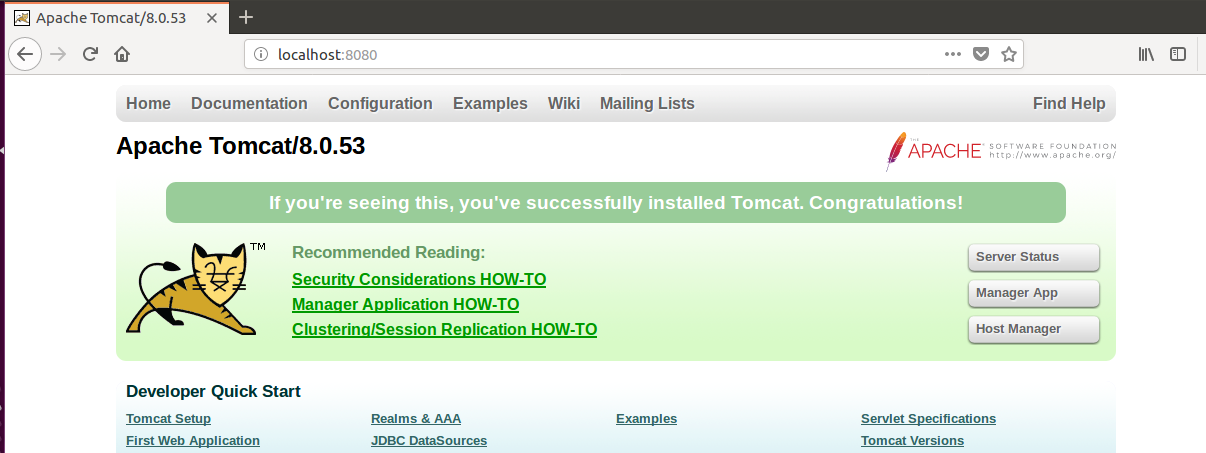 Apache Tomcat/8.0.53
localhost:8080
Home Documentation Configuration Examples Wiki Mailing Lists Find Help
Apache Tomcat/8.0.53
THE APACHE SOFTWARE FOUNDATION
http://www.apache.org/
If you're seeing this, you've successfully installed Tomcat. Congratulations!
TM
Recommended Reading:
Security Considerations HOW-TO
Manager Application HOW-TO
Clustering/Session Replication HOW-TO
Server Status
Manager App
Host Manager
Developer Quick Start
Tomcat Setup Realms & AAA Examples Servlet Specifications
First Web Application JDBC DataSources Tomcat Versions